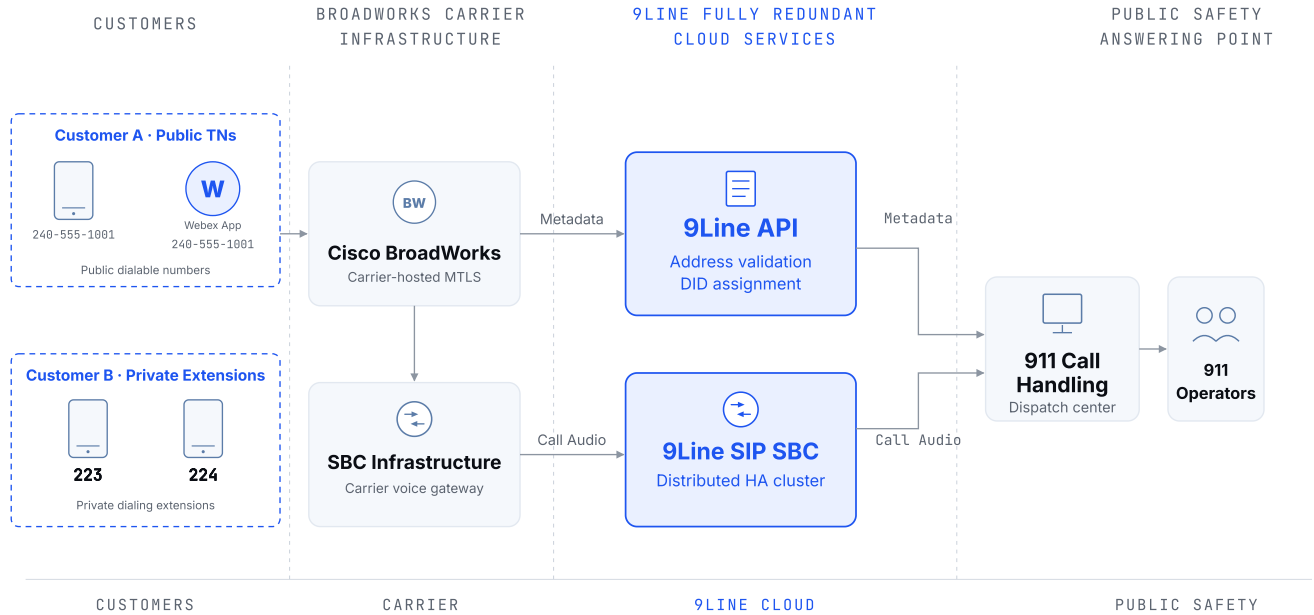 CUSTOMERS
BROADWORKS CARRIER
INFRASTRUCTURE
9LINE FULLY REDUNDANT
CLOUD SERVICES
PUBLIC SAFETY
ANSWERING POINT
Customer A · Public TNs
W
Webex App
240-555-1001
240-555-1001
Public dialable numbers
BW
Cisco BroadWorks
Carrier-hosted MTLS
Metadata
9Line API
Address validation
DID assignment
Metadata
Customer B · Private Extensions
223
224
Private dialing extensions
SBC Infrastructure
Carrier voice gateway
Call Audio
9Line SIP SBC
Distributed HA cluster
Call Audio
911 Call
Handling
Dispatch center
911
Operators
CUSTOMERS
CARRIER
9LINE CLOUD
PUBLIC SAFETY